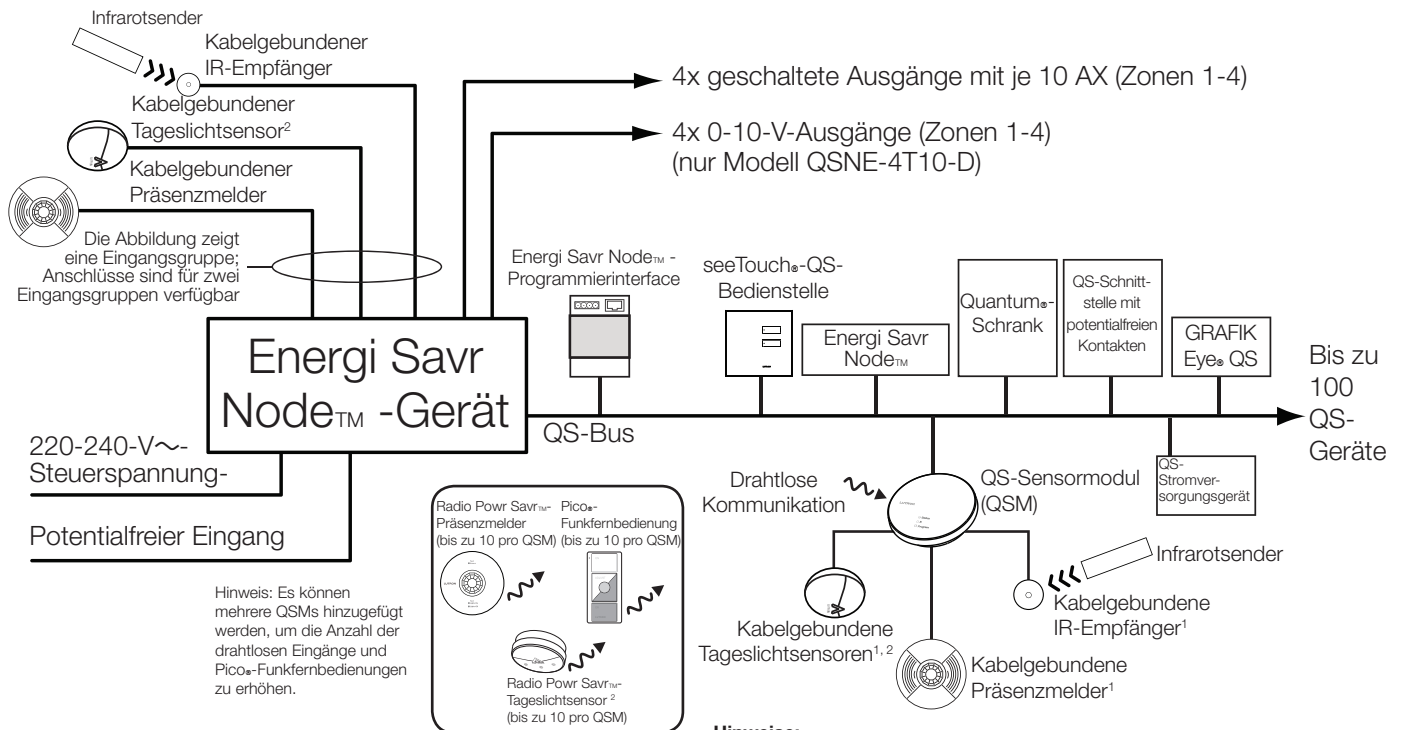 Infrarotsender
Kabelgebundener
IR-Empfänger
Kabelgebundener
Tageslichtsensor²
Kabelgebundener
Präsenzmelder
Die Abbildung zeigt
eine Eingangsgruppe;
Anschlüsse sind für zwei
Eingangsgruppen verfügbar
4x geschaltete Ausgänge mit je 10 AX (Zonen 1-4)
4x 0-10-V-Ausgänge (Zonen 1-4)
(nur Modell QSNE-4T10-D)
Energi Savr
Node™ -Gerät
220-240-V~-
Steuerspannung-
Potentialfreier Eingang
Energi Savr Node™ -
Programmierinterface
seeTouch®-QS-
Bedienstelle
Energi Savr
Node™
Quantum®-
Schrank
QS-Schnitt-
stelle mit
potentialfreien
Kontakten
GRAFIK
Eye® QS
Bis zu
100
QS-
Geräte
QS-Bus
Drahtlose
Kommunikation
QS-Sensormodul
(QSM)
QS-
Stromver-
sorgungsgerät
Infrarotsender
Kabelgebundene
IR-Empfänger¹
Kabelgebundene
Tageslichtsensoren¹, ²
Kabelgebundene
Präsenzmelder¹
Hinweis: Es können
mehrere QSMs hinzugefügt
werden, um die Anzahl der
drahtlosen Eingänge und
Pico®-Funkfernbedienungen
zu erhöhen.
Radio Powr Savr™-
Präsenzmelder
(bis zu 10 pro QSM)
Pico®-
Funkfernbedienung
(bis zu 10 pro QSM)
Radio Powr Savr™-
Tageslichtsensor ²
(bis zu 10 pro QSM)
Hinweise: